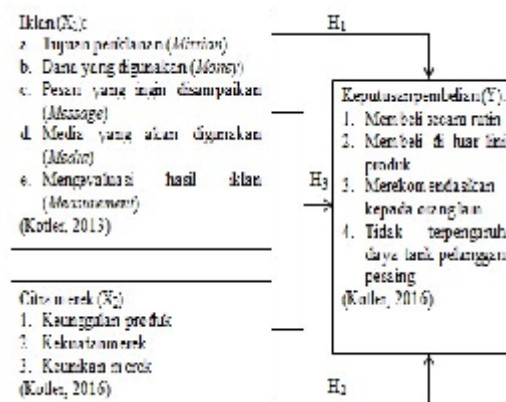 Iklan (X1):
a. Tujuan periklanan (Mission)
b. Dana yang digunakan (Money)
c. Pesan yang ingin disampaikan
(Message)
d. Media yang akan digunakan
(Media)
e. Mengevaluasi hasil iklan
(Measurement)
(Kotler, 2013)
Citra merek (X2)
1. Keunggulan produk
2. Kekuatan merek
3. Keunikan merek
(Kotler, 2016)
H1
H3
H2
Keputusan pembelian (Y):
1. Membeli secara rutin
2. Membeli di luar lini
produk
3. Merekomendasikan
kepada orang lain
4. Tidak terpengaruh
daya tarik pelanggan
pesaing
(Kotler, 2016)